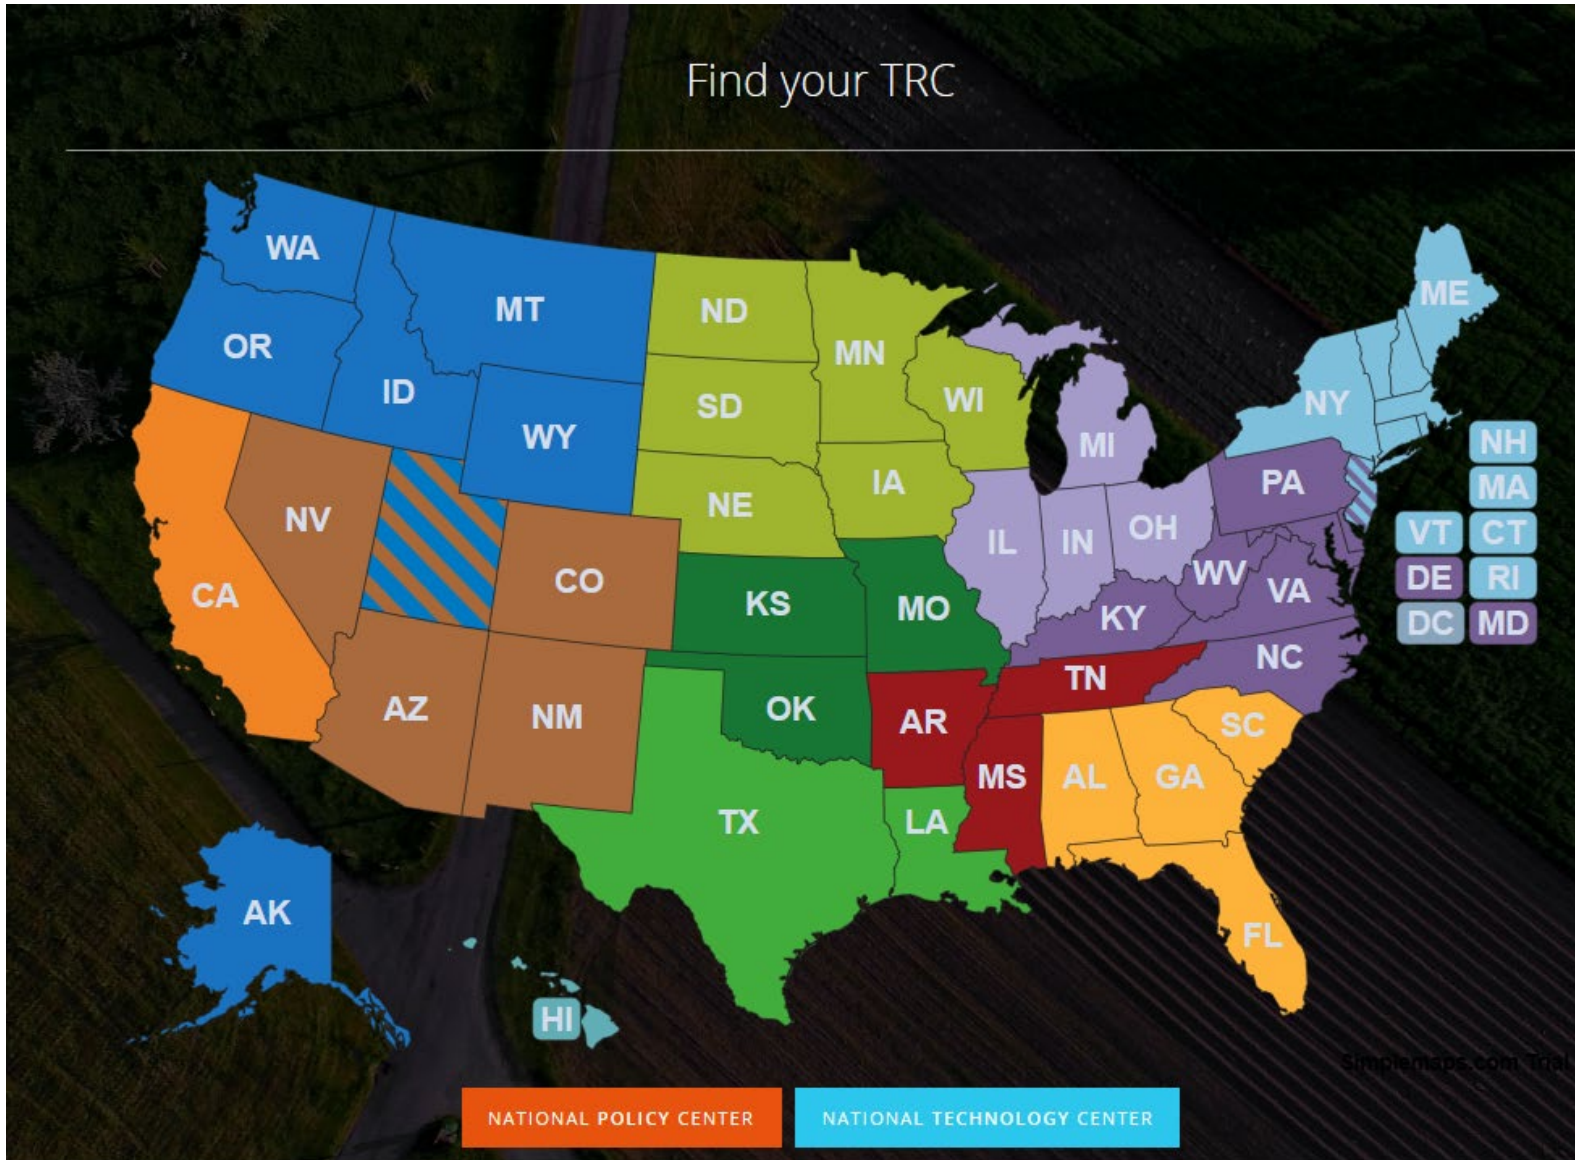 Find your TRC
WA
MT
ND
MN
ME
OR
ID
SD
WI
NY
WY
MI
NH
NE
IA
PA
MA
NV
IL
IN
OH
VT
CT
CA
CO
KS
MO
WV
VA
DE
RI
KY
DC
MD
NC
AZ
NM
OK
AR
TN
SC
TX
LA
MS
AL
GA
AK
FL
HI
Simplemaps.com Trial
NATIONAL POLICY CENTER
NATIONAL TECHNOLOGY CENTER